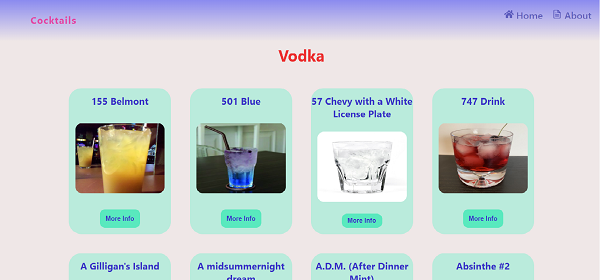 Cocktails
Home
About
Vodka
155 Belmont
501 Blue
57 Chevy with a White
License Plate
747 Drink
More Info
More Info
More Info
More Info
A Gilligan's Island
A midsummernight
dream
A.D.M. (After Dinner
Mint)
Absinthe #2